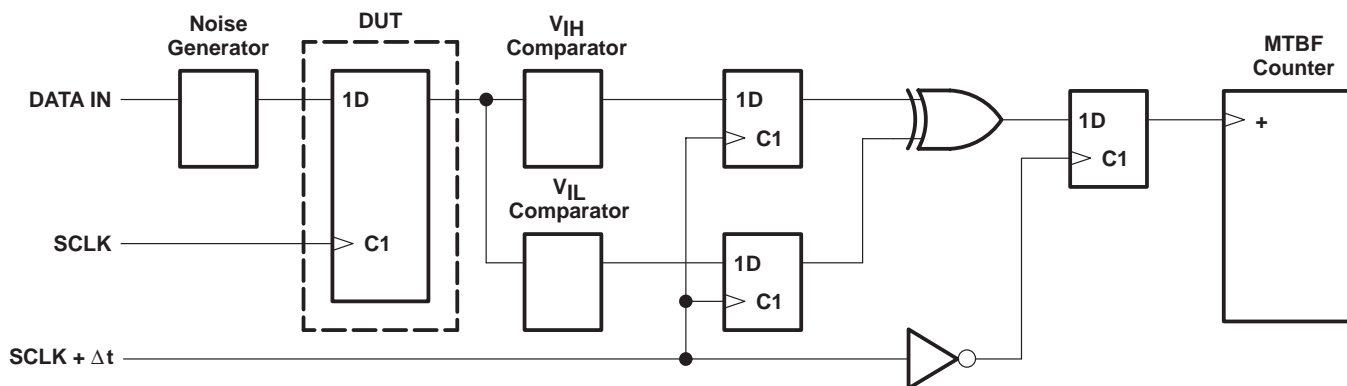 DUT
Noise
Generator
VIH
Comparator
MTBF
Counter
DATA IN
1D
1D
1D
+
C1
C1
VIL
Comparator
SCLK
C1
1D
C1
SCLK + Δt